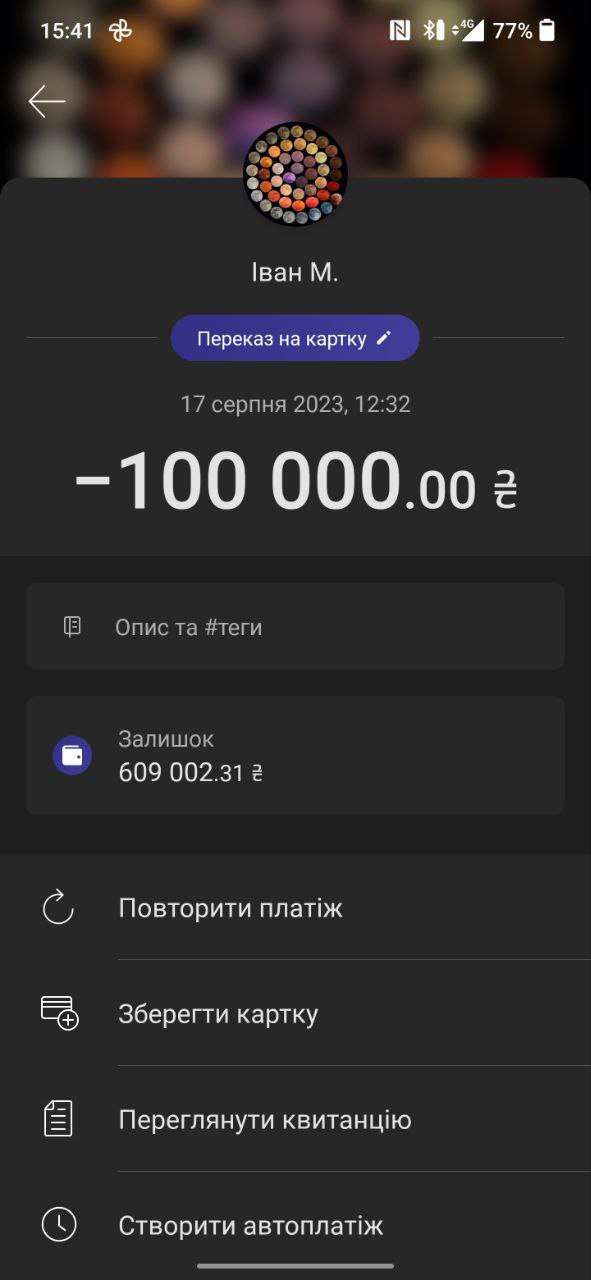 15:41
4G
77%
Іван М.
Переказ на картку
17 серпня 2023, 12:32
−100 000.00 ₴
Опис та #теги
Залишок
609 002.31 ₴
Повторити платіж
Зберегти картку
Переглянути квитанцію
Створити автоплатіж